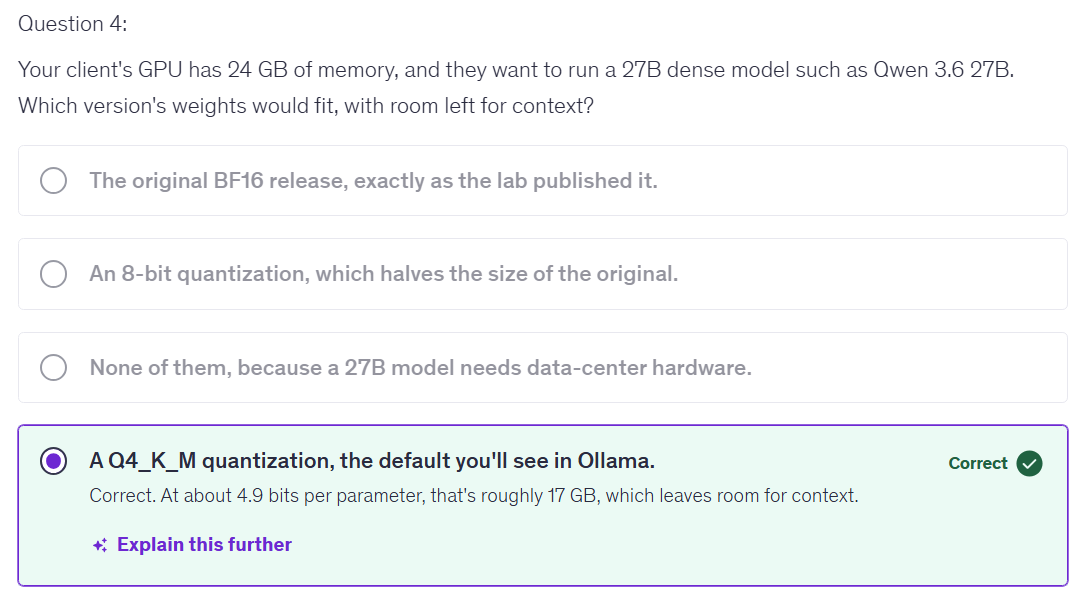 Question 4:
Your client's GPU has 24 GB of memory, and they want to run a 27B dense model such as Qwen 3.6 27B.
Which version's weights would fit, with room left for context?
The original BF16 release, exactly as the lab published it.
An 8-bit quantization, which halves the size of the original.
None of them, because a 27B model needs data-center hardware.
A Q4_K_M quantization, the default you'll see in Ollama.
Correct
Correct. At about 4.9 bits per parameter, that's roughly 17 GB, which leaves room for context.
Explain this further